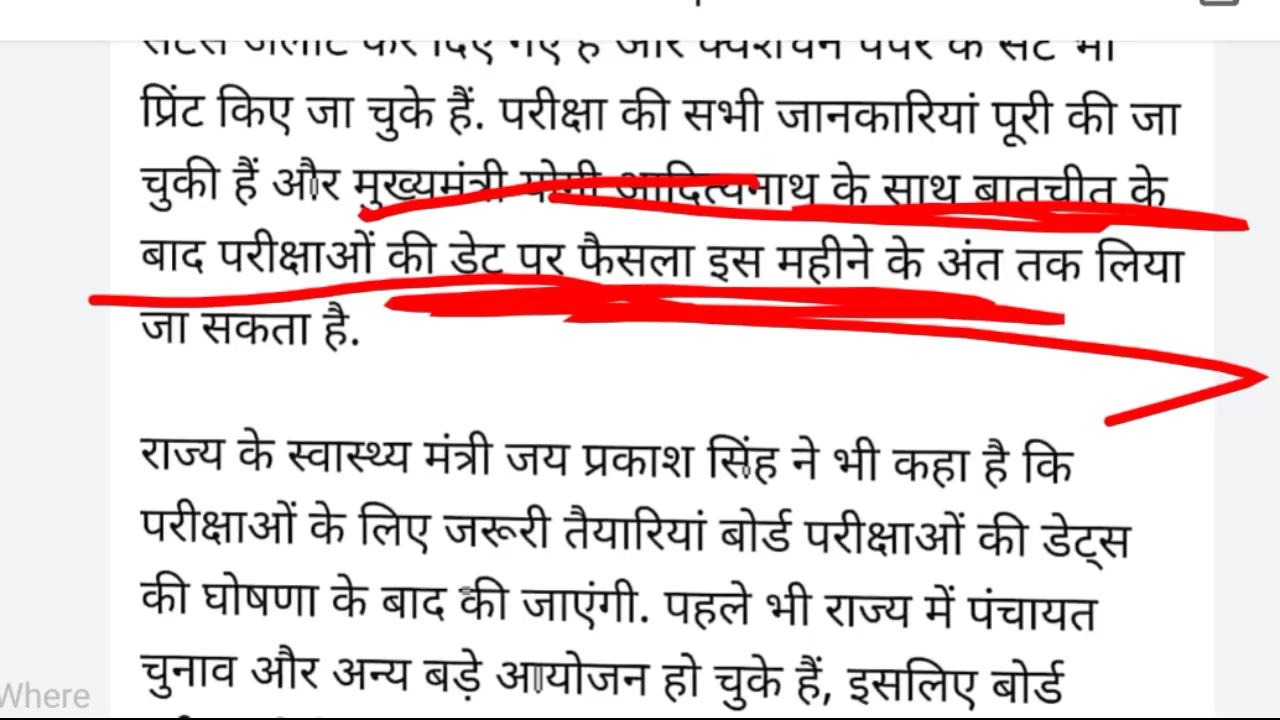 प्रिंट किए जा चुके हैं. परीक्षा की सभी जानकारियां पूरी की जा
चुकी हैं और मुख्यमंत्री योगी आदित्यनाथ के साथ बातचीत के
बाद परीक्षाओं की डेट पर फैसला इस महीने के अंत तक लिया
जा सकता है.
राज्य के स्वास्थ्य मंत्री जय प्रकाश सिंह ने भी कहा है कि
परीक्षाओं के लिए जरूरी तैयारियां बोर्ड परीक्षाओं की डेट्स
की घोषणा के बाद की जाएंगी. पहले भी राज्य में पंचायत
चुनाव और अन्य बड़े आयोजन हो चुके हैं, इसलिए बोर्ड
Where